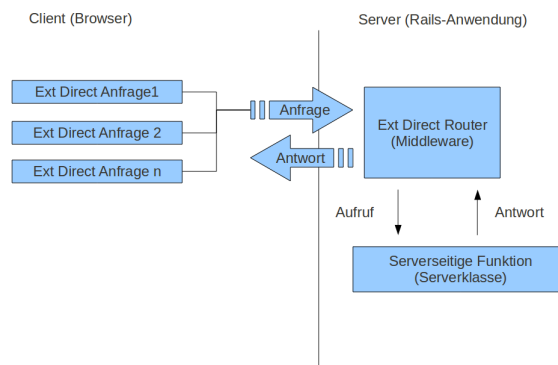 Client (Browser)
Server (Rails-Anwendung)
Ext Direct Anfrage1
Ext Direct Anfrage 2
Ext Direct Anfrage n
Anfrage
Antwort
Ext Direct Router
(Middleware)
Aufruf
Antwort
Serverseitige Funktion
(Serverklasse)